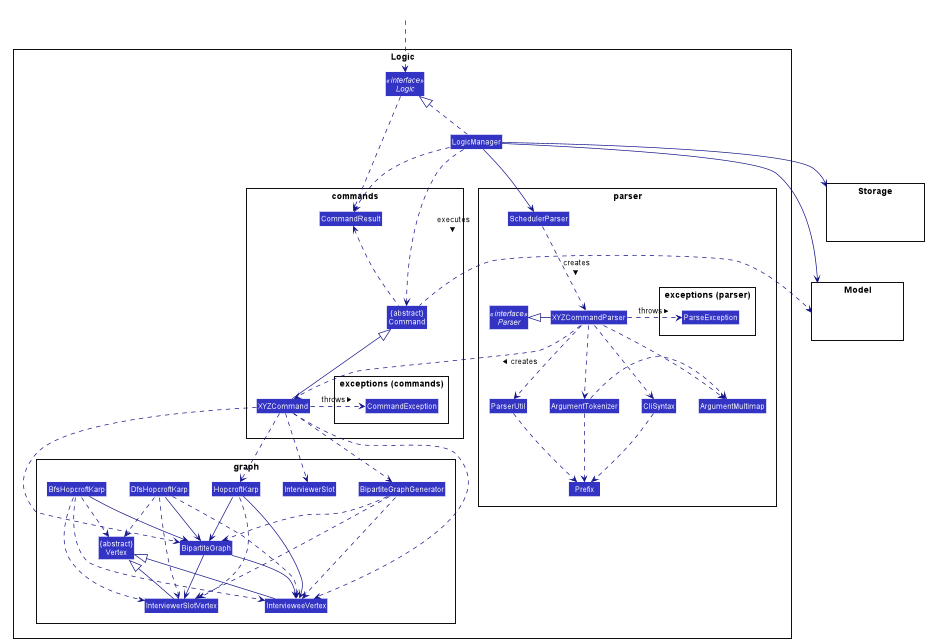 Logic
«interface»
Logic
LogicManager
Storage
commands
parser
CommandResult
executes
SchedulerParser
creates
Model
exceptions (parser)
{abstract}
Command
«interface»
Parser
XYZCommandParser
throws
ParseException
creates
exceptions (commands)
XYZCommand
throws
CommandException
ParserUtil
ArgumentTokenizer
CliSyntax
ArgumentMultimap
graph
BfsHopcroftKarp
DfsHopcroftKarp
HopcroftKarp
InterviewerSlot
BipartiteGraphGenerator
Prefix
{abstract}
Vertex
BipartiteGraph
InterviewerSlotVertex
IntervieweeVertex